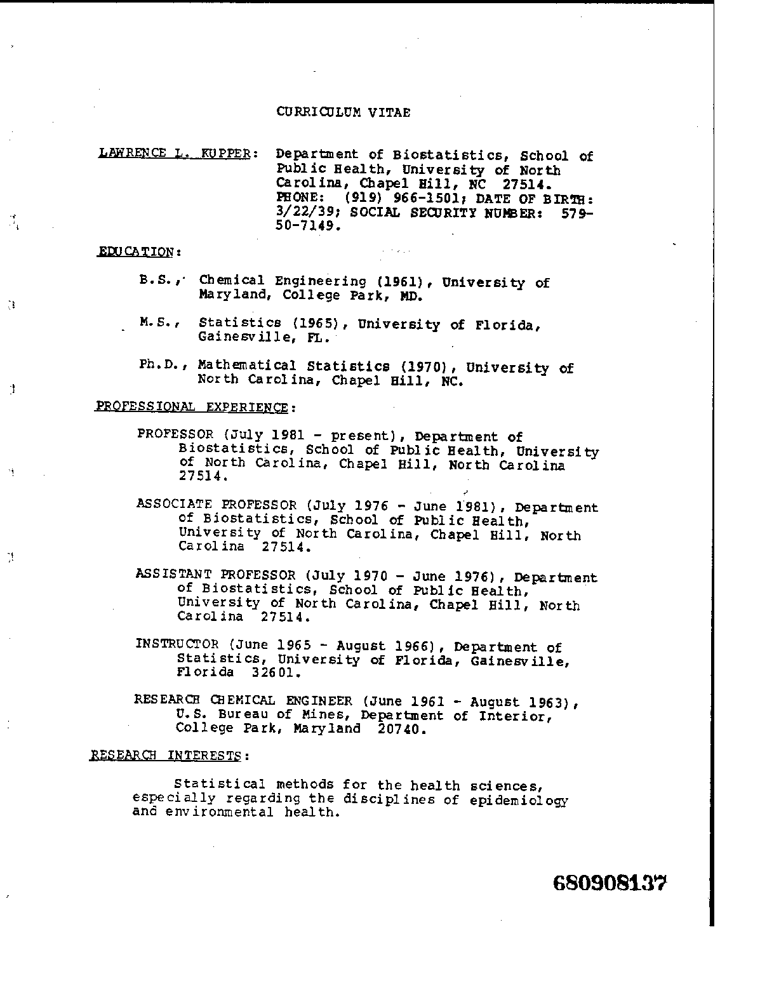 CURRICULUM VITAE
LAWRENCE L. KUPPER: Department of Biostatistics, School of
Public Health, University of North
Carolina, Chapel Hill, NC 27514.
PHONE: (919) 966-1501; DATE OF BIRTH:
3/22/39; SOCIAL SECURITY NUMBER: 579-
50-7149.
EDUCATION:
B.S., Chemical Engineering (1961), University of
Maryland, College Park, MD.
M.S., Statistics (1965), University of Florida,
Gainesville, FL.
Ph.D., Mathematical Statistics (1970), University of
North Carolina, Chapel Hill, NC.
PROFESSIONAL EXPERIENCE:
PROFESSOR (July 1981 - present), Department of
Biostatistics, School of Public Health, University
of North Carolina, Chapel Hill, North Carolina
27514.
ASSOCIATE PROFESSOR (July 1976 - June 1981), Department
of Biostatistics, School of Public Health,
University of North Carolina, Chapel Hill, North
Carolina 27514.
ASSISTANT PROFESSOR (July 1970 - June 1976), Department
of Biostatistics, School of Public Health,
University of North Carolina, Chapel Hill, North
Carolina 27514.
INSTRUCTOR (June 1965 - August 1966), Department of
Statistics, University of Florida, Gainesville,
Florida 32601.
RESEARCH CHEMICAL ENGINEER (June 1961 - August 1963),
U.S. Bureau of Mines, Department of Interior,
College Park, Maryland 20740.
RESEARCH INTERESTS:
Statistical methods for the health sciences,
especially regarding the disciplines of epidemiology
and environmental health.
680908137